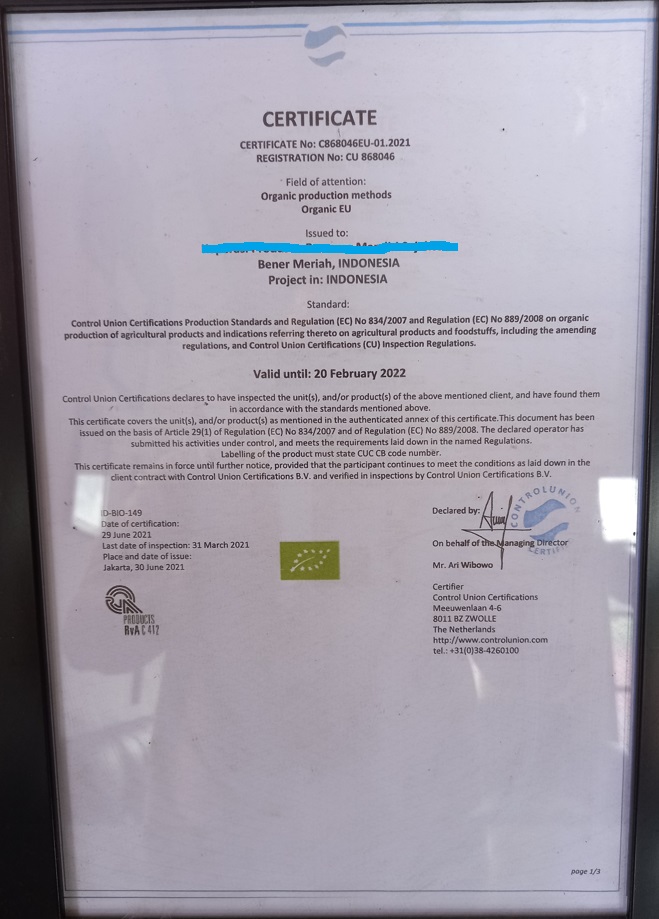 CERTIFICATE
CERTIFICATE No: C868046EU-01.2021
REGISTRATION No: CU 868046
Field of attention:
Organic production methods
Organic EU
Issued to:
Bener Meriah, INDONESIA
Project in: INDONESIA
Standard:
Control Union Certifications Production Standards and Regulation (EC) No 834/2007 and Regulation (EC) No 889/2008 on organic
production of agricultural products and indications referring thereto on agricultural products and foodstuffs, including the amending
regulations, and Control Union Certifications (CU) Inspection Regulations.
Valid until: 20 February 2022
Control Union Certifications declares to have inspected the unit(s), and/or product(s) of the above mentioned client, and have found them
in accordance with the standards mentioned above.
This certificate covers the unit(s), and/or product(s) as mentioned in the authenticated annex of this certificate.This document has been
issued on the basis of Article 29(1) of Regulation (EC) No 834/2007 and of Regulation (EC) No 889/2008. The declared operator has
submitted his activities under control, and meets the requirements laid down in the named Regulations.
Labelling of the product must state CUC CB code number.
This certificate remains in force until further notice, provided that the participant continues to meet the conditions as laid down in the
client contract with Control Union Certifications B.V. and verified in inspections by Control Union Certifications B.V.
ID-BIO-149
Date of certification:
29 June 2021
Last date of inspection: 31 March 2021
Place and date of issue:
Jakarta, 30 June 2021
PRODUCTS
RvA C 412
Declared by:
CONTROLUNION
CERTIFI
On behalf of the Managing Director
Mr. Ari Wibowo
Certifier
Control Union Certifications
Meeuwenlaan 4-6
8011 BZ ZWOLLE
The Netherlands
http://www.controlunion.com
tel.: +31(0)38-4260100
page 1/3